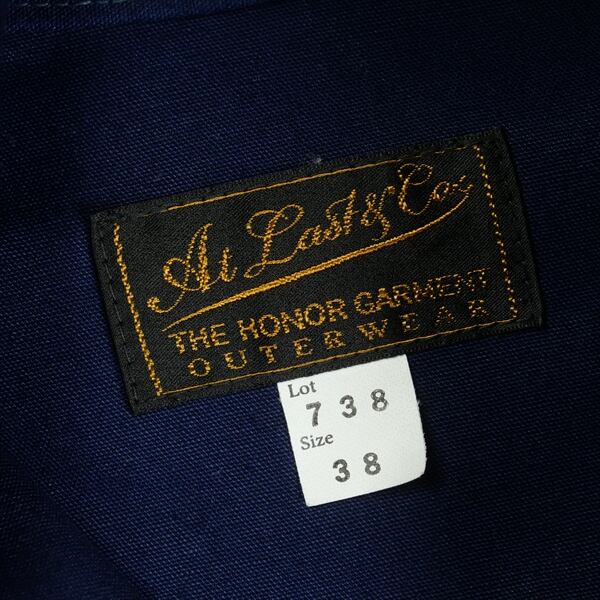 At Last & Co.
THE HONOR GARMENT
OUTERWEAR
Lot
738
Size
38